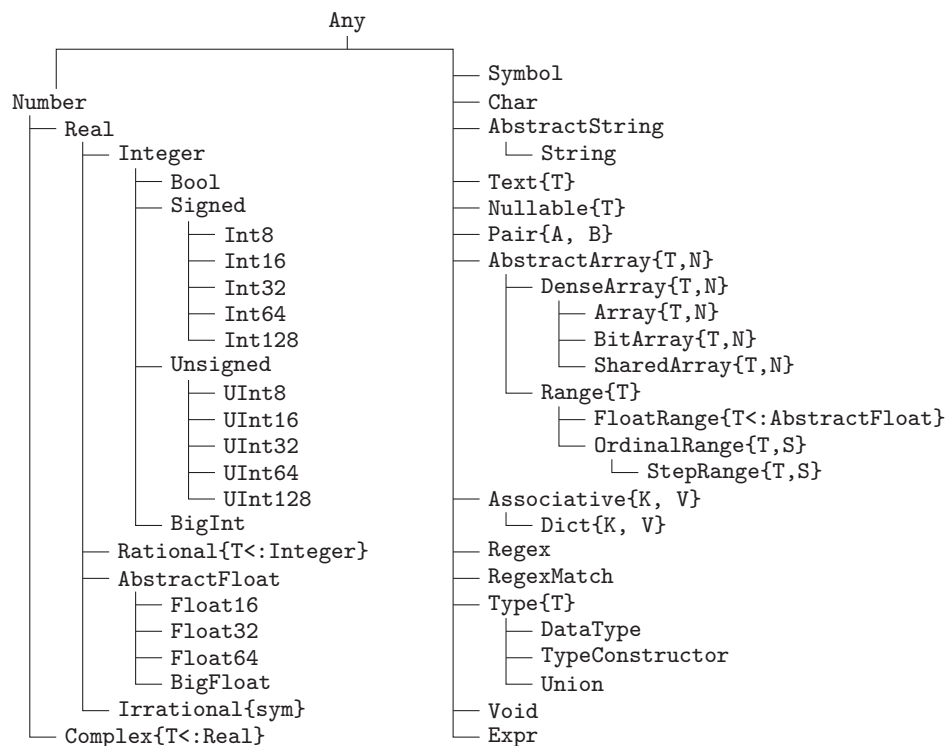 Any
Number
Real
Integer
Bool
Signed
Int8
Int16
Int32
Int64
Int128
Unsigned
UInt8
UInt16
UInt32
UInt64
UInt128
BigInt
Rational{T<:Integer}
AbstractFloat
Float16
Float32
Float64
BigFloat
Irrational{sym}
Complex{T<:Real}
Symbol
Char
AbstractString
String
Text{T}
Nullable{T}
Pair{A, B}
AbstractArray{T,N}
DenseArray{T,N}
Array{T,N}
BitArray{T,N}
SharedArray{T,N}
Range{T}
FloatRange{T<:AbstractFloat}
OrdinalRange{T,S}
StepRange{T,S}
Associative{K, V}
Dict{K, V}
Regex
RegexMatch
Type{T}
DataType
TypeConstructor
Union
Void
Expr